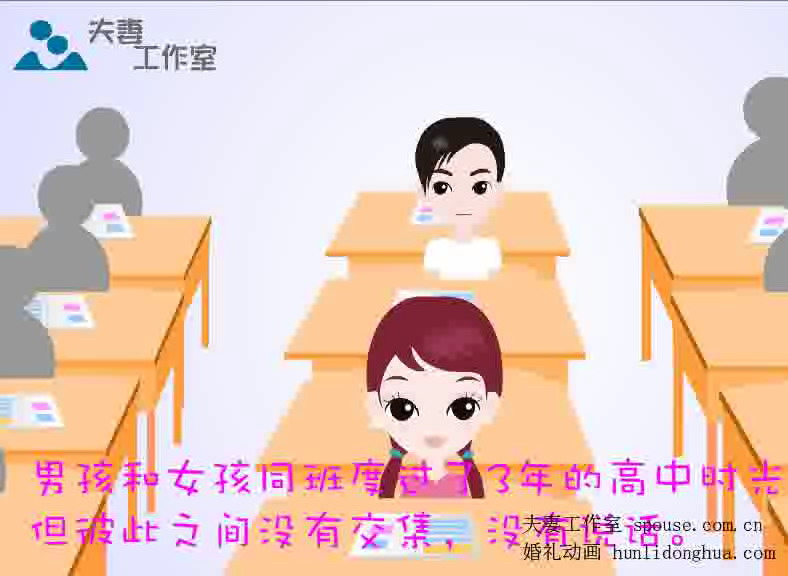 夫妻
工作室
男孩和女孩同班度过了3年的高中时光
但彼此之间没有交集，没有说话。
夫妻工作室 spouse.com.cn
婚礼动画 hunlidonghua.com